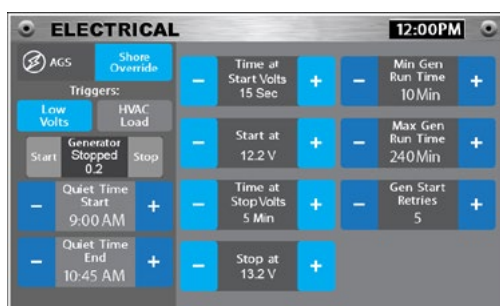 ELECTRICAL
12:00PM
AGS
Shore
Override
Triggers:
Low
Volts
HVAC
Load
Start
Generator
Stopped
0.2
Stop
−
Quiet Time
Start
9:00 AM
+
−
Quiet Time
End
10:45 AM
+
−
Time at
Start Volts
15 Sec
+
−
Start at
12.2 V
+
−
Time at
Stop Volts
5 Min
+
−
Stop at
13.2 V
+
−
Min Gen
Run Time
10Min
+
−
Max Gen
Run Time
240Min
+
−
Gen Start
Retries
5
+